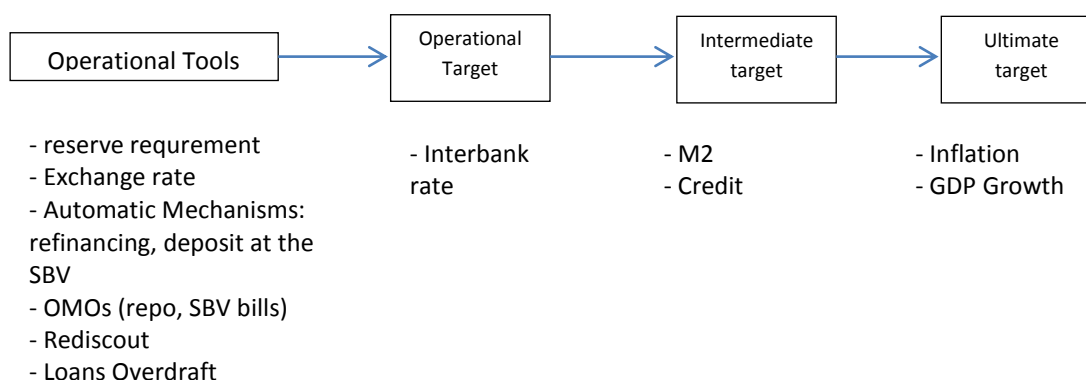 Operational Tools
Operational
Target
Intermediate
target
Ultimate
target
- reserve requrement
- Exchange rate
- Automatic Mechanisms:
refinancing, deposit at the
SBV
- OMOs (repo, SBV bills)
- Rediscout
- Loans Overdraft
- Interbank
rate
- M2
- Credit
- Inflation
- GDP Growth